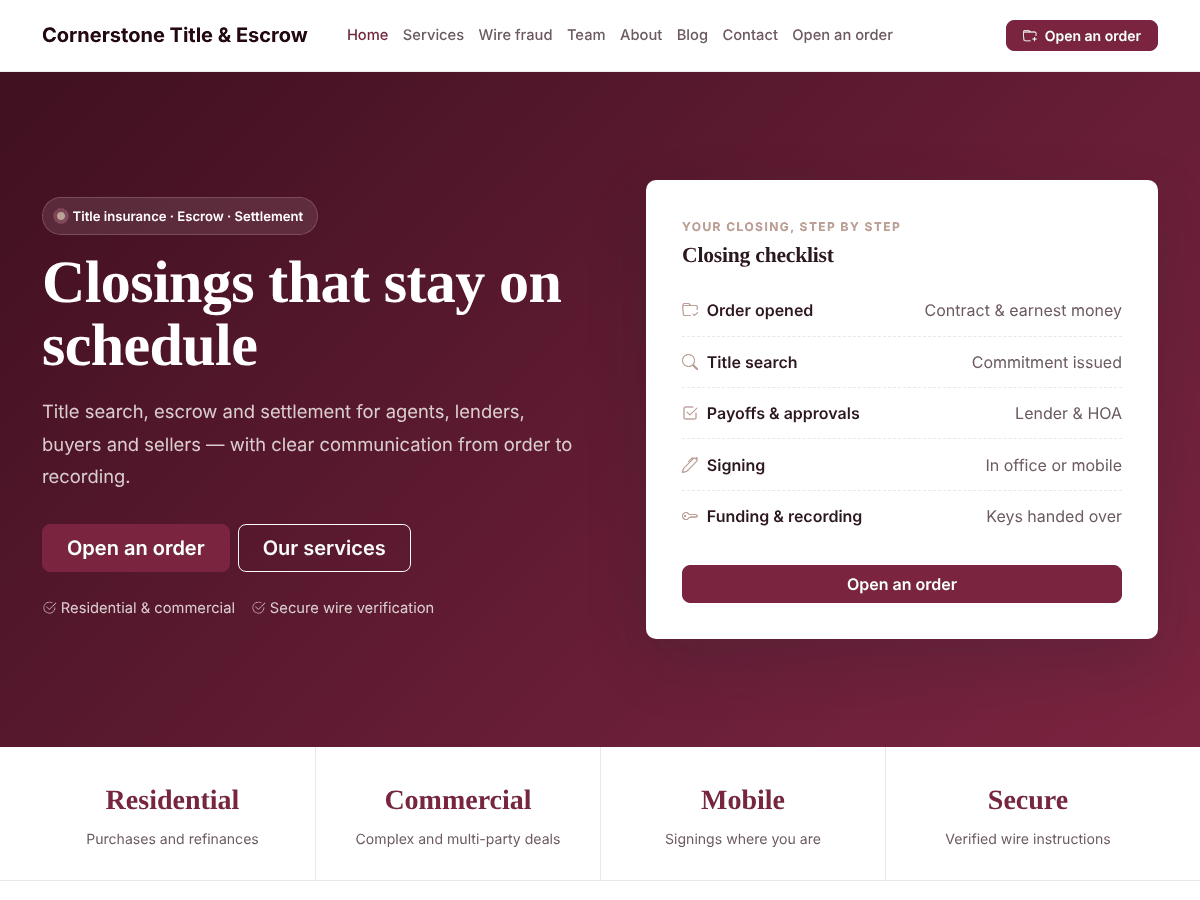 Cornerstone Title & Escrow
Home Services Wire fraud Team About Blog Contact Open an order
Open an order
Title insurance · Escrow · Settlement
Closings that stay on
schedule
Title search, escrow and settlement for agents, lenders,
buyers and sellers — with clear communication from order to
recording.
Open an order Our services
Residential & commercial Secure wire verification
YOUR CLOSING, STEP BY STEP
Closing checklist
Order opened Contract & earnest money
Title search Commitment issued
Payoffs & approvals Lender & HOA
Signing In office or mobile
Funding & recording Keys handed over
Open an order
Residential
Purchases and refinances
Commercial
Complex and multi-party deals
Mobile
Signings where you are
Secure
Verified wire instructions